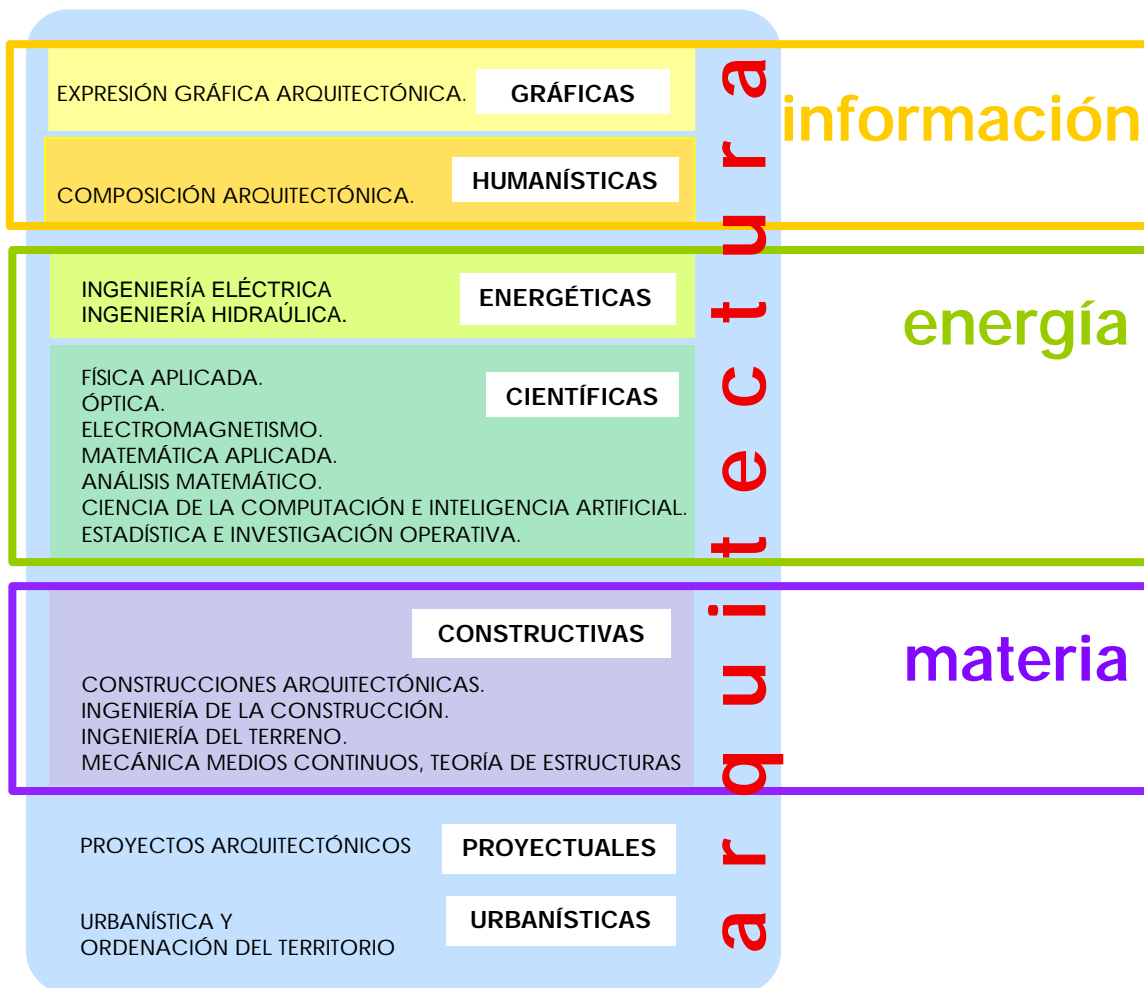 EXPRESIÓN GRÁFICA ARQUITECTÓNICA.
GRÁFICAS
COMPOSICIÓN ARQUITECTÓNICA.
HUMANÍSTICAS
información
INGENIERÍA ELÉCTRICA
INGENIERÍA HIDRAÚLICA.
ENERGÉTICAS
energía
FÍSICA APLICADA.
ÓPTICA.
ELECTROMAGNETISMO.
MATEMÁTICA APLICADA.
ANÁLISIS MATEMÁTICO.
CIENCIA DE LA COMPUTACIÓN E INTELIGENCIA ARTIFICIAL.
ESTADÍSTICA E INVESTIGACIÓN OPERATIVA.
CIENTÍFICAS
CONSTRUCTIVAS
materia
CONSTRUCCIONES ARQUITECTÓNICAS.
INGENIERÍA DE LA CONSTRUCCIÓN.
INGENIERÍA DEL TERRENO.
MECÁNICA MEDIOS CONTINUOS, TEORÍA DE ESTRUCTURAS
PROYECTOS ARQUITECTÓNICOS
PROYECTUALES
URBANÍSTICA Y
ORDENACIÓN DEL TERRITORIO
URBANÍSTICAS
arquitectura